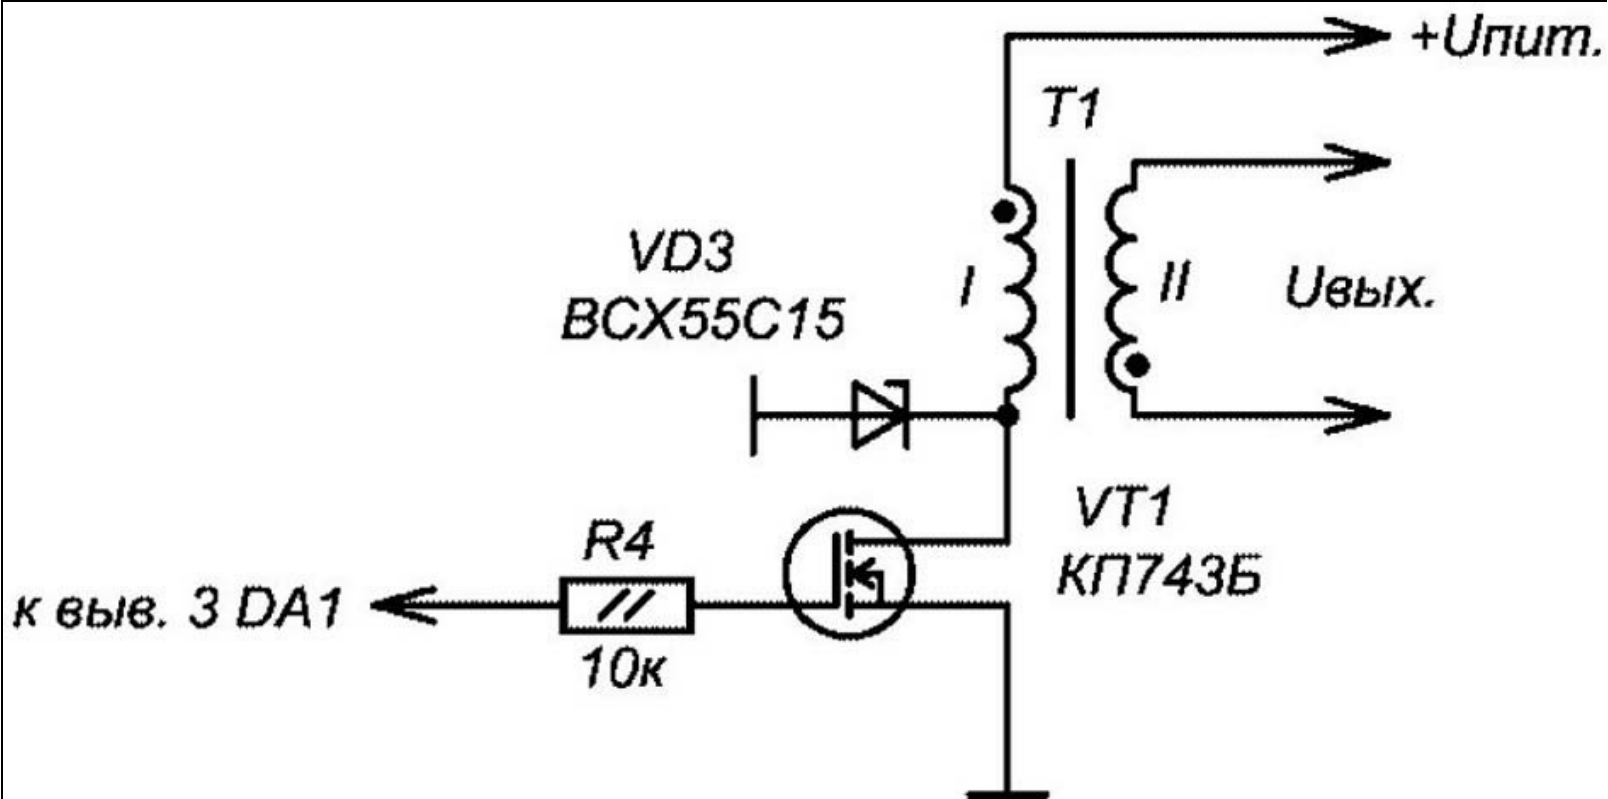 +Uпит.
T1
VD3
BCX55C15
I
II
Uвых.
VT1
КП743Б
R4
к выв. 3 DA1
10к